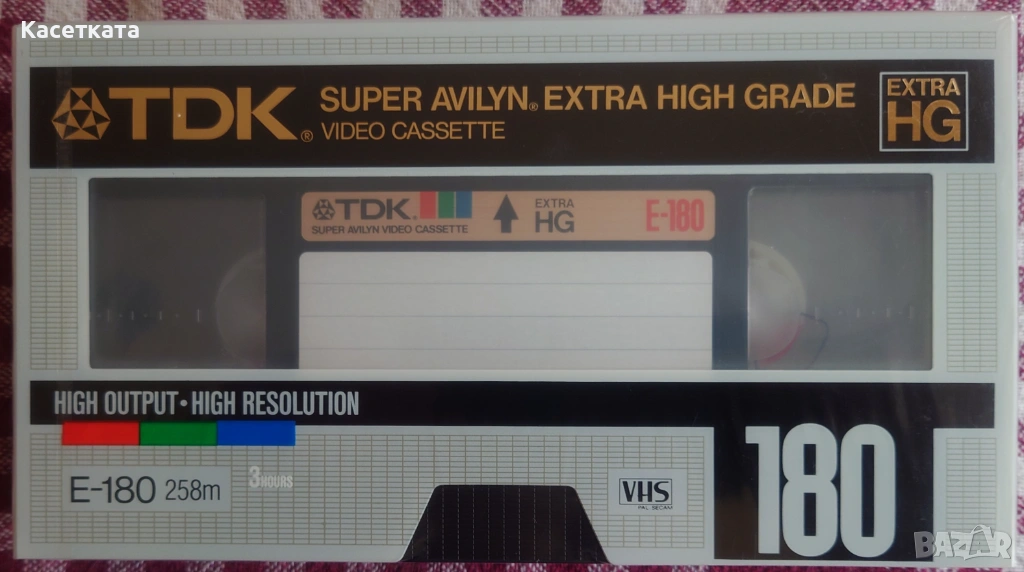 Касетката
TDK® SUPER AVILYN® EXTRA HIGH GRADE
VIDEO CASSETTE
EXTRA
HG
TDK.
SUPER AVILYN VIDEO CASSETTE
EXTRA
HG
E-180
HIGH OUTPUT • HIGH RESOLUTION
E-180 258m
3HOURS
VHS
PAL SECAM
180
BAZAR